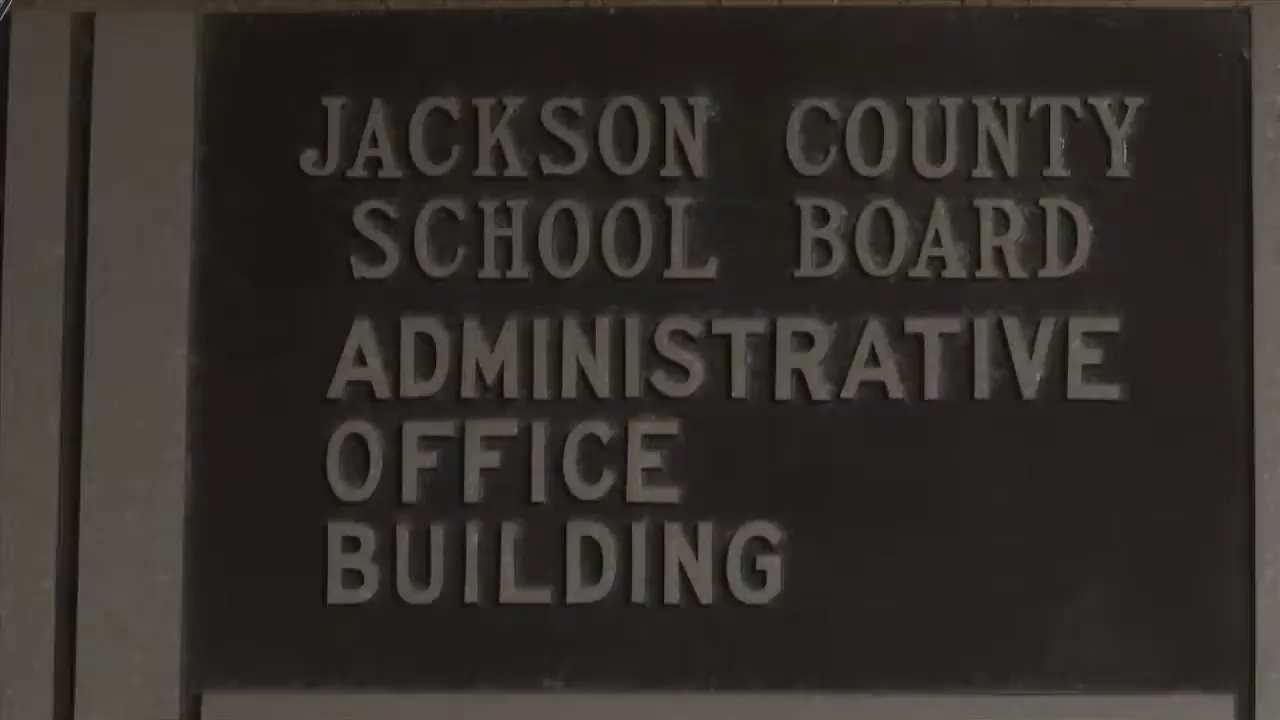 JACKSON COUNTY
SCHOOL BOARD
ADMINISTRATIVE
OFFICE
BUILDING